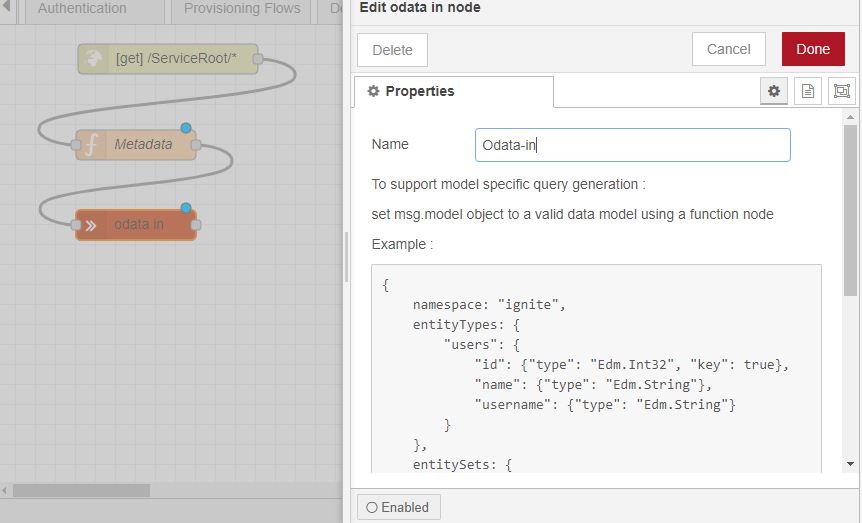 Authentication
Provisioning Flows
[get] /ServiceRoot/*
Metadata
odata in
Edit odata in node
Delete
Cancel
Done
Properties
Name
Odata-in
To support model specific query generation :
set msg.model object to a valid data model using a function node
Example :
{
namespace: "ignite",
entityTypes: {
"users": {
"id": {"type": "Edm.Int32", "key": true},
"name": {"type": "Edm.String"},
"username": {"type": "Edm.String"}
}
},
entitySets: {
Enabled